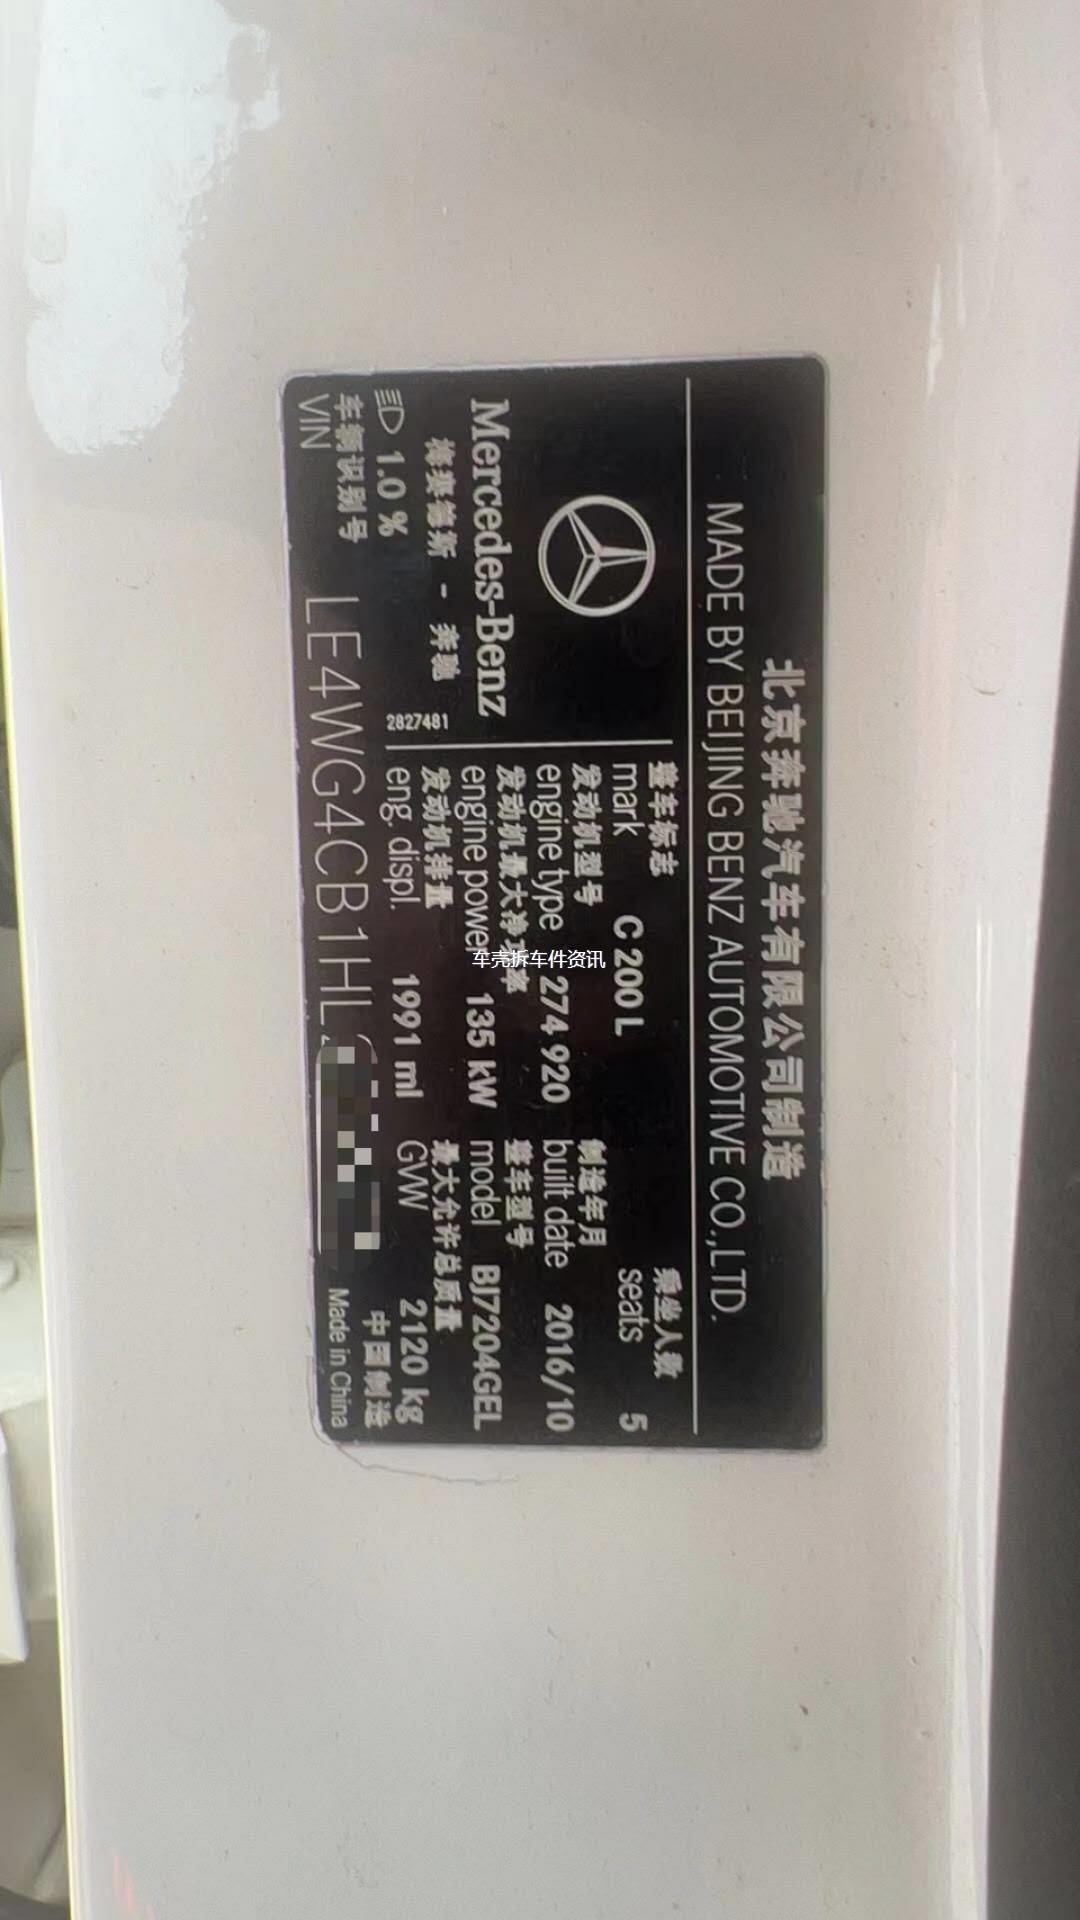 北京奔驰汽车有限公司制造
MADE BY BEIJING BENZ AUTOMOTIVE CO.,LTD.
Mercedes-Benz
梅赛德斯 - 奔驰
1.0 %
2827481
整车标志
mark C 200 L
乘坐人数
seats 5
发动机型号
engine type 274 920
制造年月
built date 2016/10
发动机最大净功率
engine power 135 kW
整车型号
model BJ7204GEL
发动机排量
eng. displ. 1991 ml
最大允许总质量
GVW 2120 kg
车辆识别号
VIN LE4WG4CB1HL
中国制造
Made in China
车壳拆车件资讯